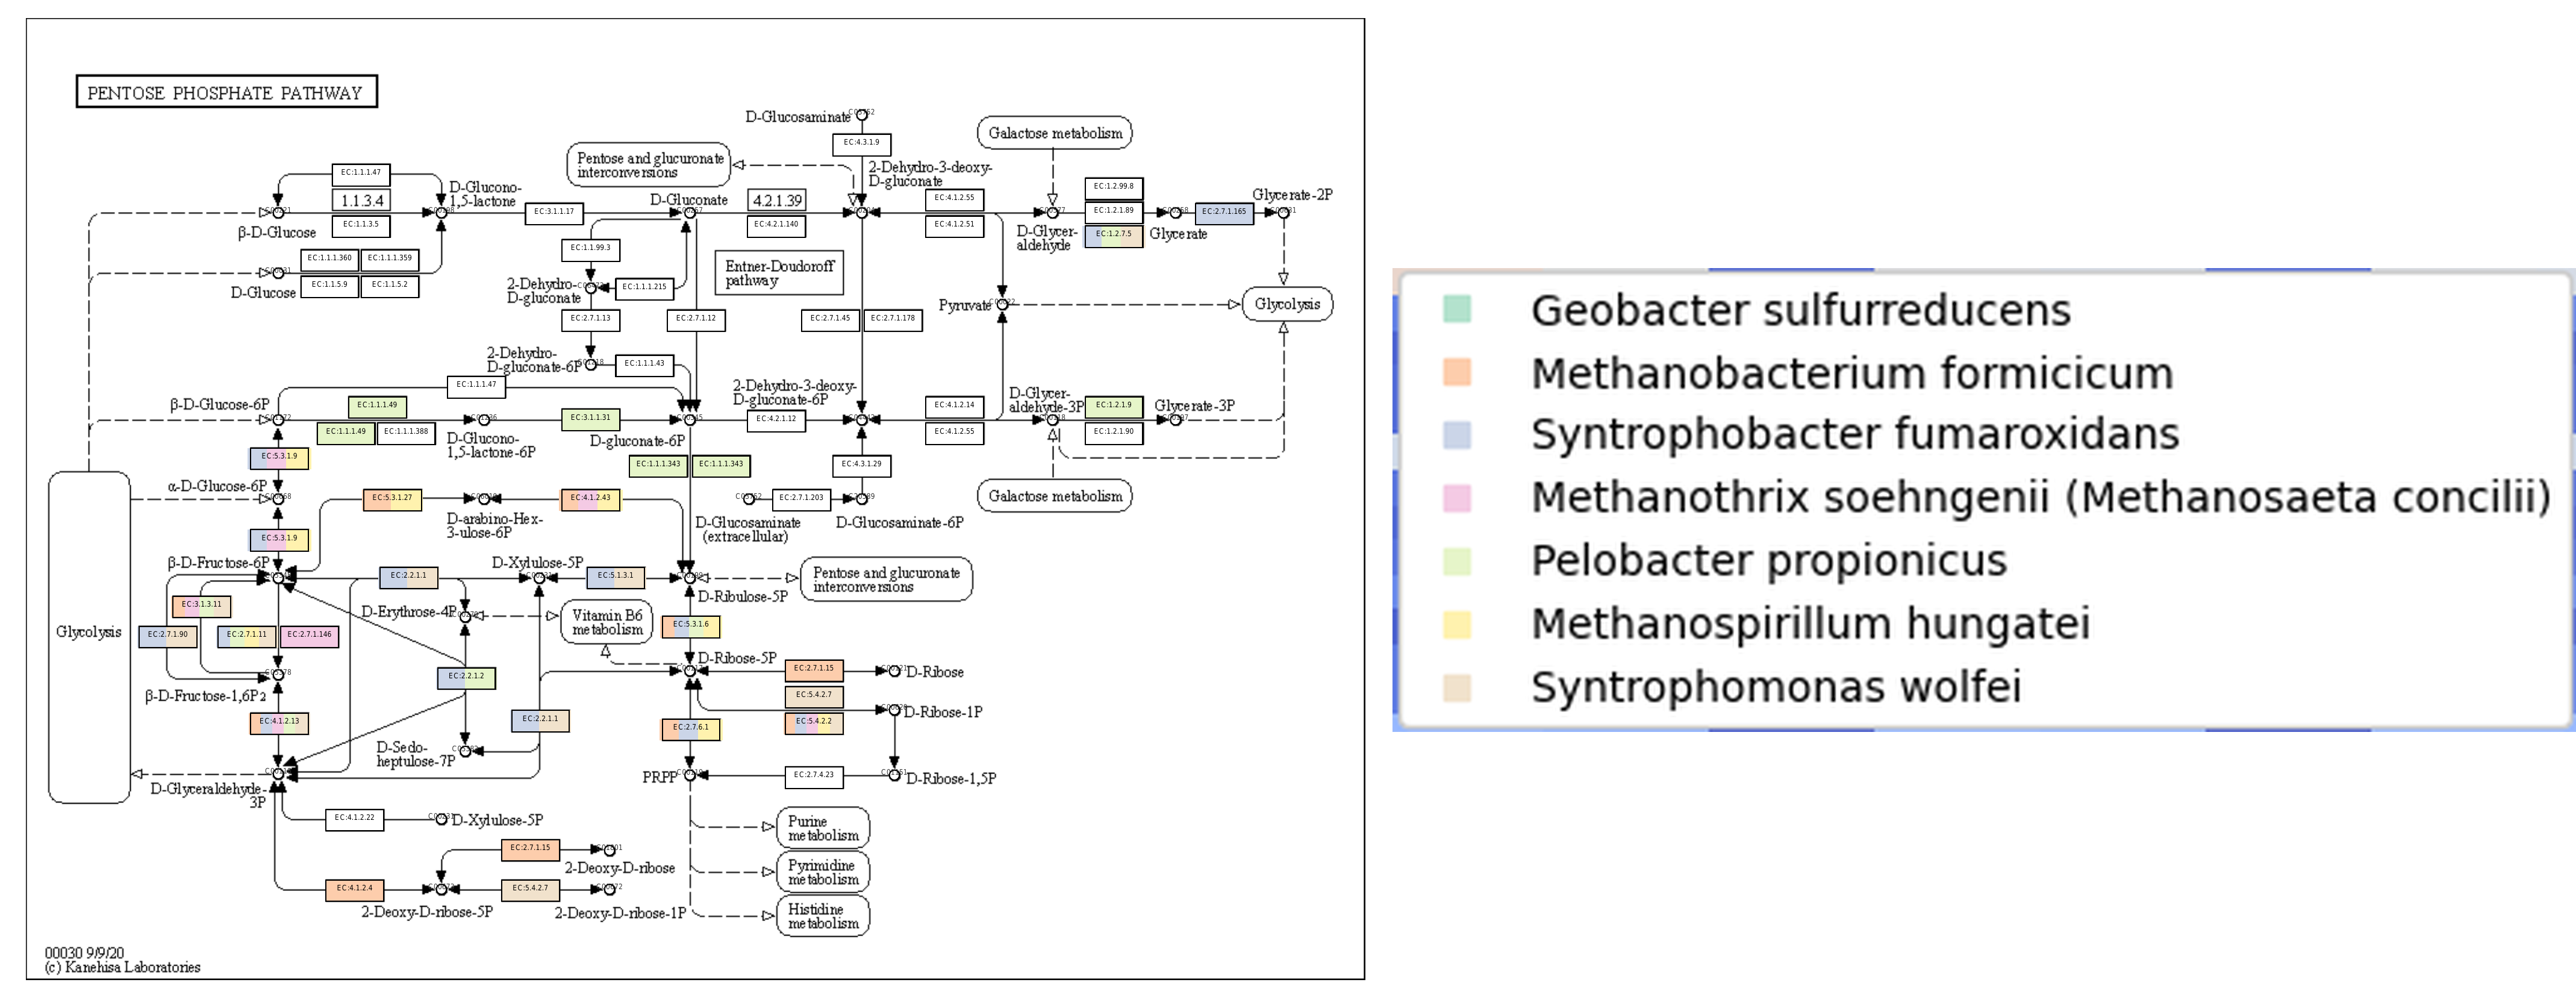 PENTOSE PHOSPHATE PATHWAY
D-Glucosaminate
EC:4.3.1.9
Galactose metabolism
Pentose and glucuronate
interconversions
2-Dehydro-3-deoxy-
D-gluconate
EC:1.1.1.47
1.1.3.4
EC:1.1.3.5
D-Glucono-
1,5-lactone
EC:3.1.1.17
D-Gluconate
4.2.1.39
EC:4.2.1.140
EC:4.1.2.55
EC:4.1.2.51
EC:1.2.99.8
EC:1.2.1.89
EC:1.2.7.5
EC:2.7.1.165
Glycerate-2P
β-D-Glucose
D-Glycer-
aldehyde
Glycerate
EC:1.1.1.360
EC:1.1.1.359
EC:1.1.5.9
EC:1.1.5.2
D-Glucose
EC:1.1.99.3
2-Dehydro-
D-gluconate
EC:1.1.1.215
Entner-Doudoroff
pathway
Pyruvate
Glycolysis
EC:2.7.1.13
EC:2.7.1.12
EC:2.7.1.45
EC:2.7.1.178
2-Dehydro-
D-gluconate-6P
EC:1.1.1.43
EC:1.1.1.47
β-D-Glucose-6P
EC:1.1.1.49
EC:1.1.1.49
EC:1.1.1.388
D-Glucono-
1,5-lactone-6P
EC:3.1.1.31
D-gluconate-6P
2-Dehydro-3-deoxy-
D-gluconate-6P
EC:4.2.1.12
EC:4.1.2.14
EC:4.1.2.55
D-Glycer-
aldehyde-3P
EC:1.2.1.9
EC:1.2.1.90
Glycerate-3P
EC:5.3.1.9
EC:1.1.1.343
EC:1.1.1.343
EC:4.3.1.29
α-D-Glucose-6P
EC:5.3.1.27
EC:4.1.2.43
EC:2.7.1.203
Galactose metabolism
D-arabino-Hex-
3-ulose-6P
D-Glucosaminate
(extracellular)
D-Glucosaminate-6P
EC:5.3.1.9
β-D-Fructose-6P
EC:2.2.1.1
D-Xylulose-5P
EC:5.1.3.1
D-Ribulose-5P
Pentose and glucuronate
interconversions
EC:3.1.3.11
D-Erythrose-4P
Vitamin B6
metabolism
Glycolysis
EC:2.7.1.90
EC:2.7.1.11
EC:2.7.1.146
EC:5.3.1.6
D-Ribose-5P
EC:2.7.1.15
D-Ribose
EC:2.2.1.2
EC:5.4.2.7
β-D-Fructose-1,6P2
EC:4.1.2.13
EC:2.2.1.1
EC:2.7.6.1
EC:5.4.2.2
D-Ribose-1P
D-Sedo-
heptulose-7P
PRPP
EC:2.7.4.23
D-Ribose-1,5P
D-Glyceraldehyde-
3P
EC:4.1.2.22
D-Xylulose-5P
Purine
metabolism
EC:2.7.1.15
2-Deoxy-D-ribose
Pyrimidine
metabolism
EC:4.1.2.4
EC:5.4.2.7
2-Deoxy-D-ribose-5P
2-Deoxy-D-ribose-1P
Histidine
metabolism
00030 9/9/20
(c) Kanehisa Laboratories
Geobacter sulfurreducens
Methanobacterium formicicum
Syntrophobacter fumaroxidans
Methanothrix soehngenii (Methanosaeta concilii)
Pelobacter propionicus
Methanospirillum hungatei
Syntrophomonas wolfei